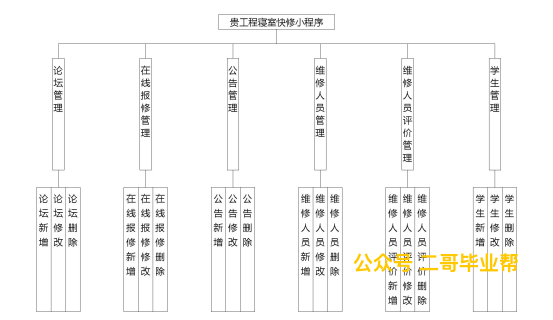 贵工程寝室快修小程序
论坛管理
在线报修管理
公告管理
维修人员管理
维修人员评价管理
学生管理
论坛新增
论坛修改
论坛删除
在线报修新增
在线报修修改
在线报修删除
公告新增
公告修改
公告删除
维修人员新增
维修人员修改
维修人员删除
维修人员评价新增
维修人员评价修改
维修人员评价删除
学生新增
学生修改
学生删除
公众号 二哥毕业帮